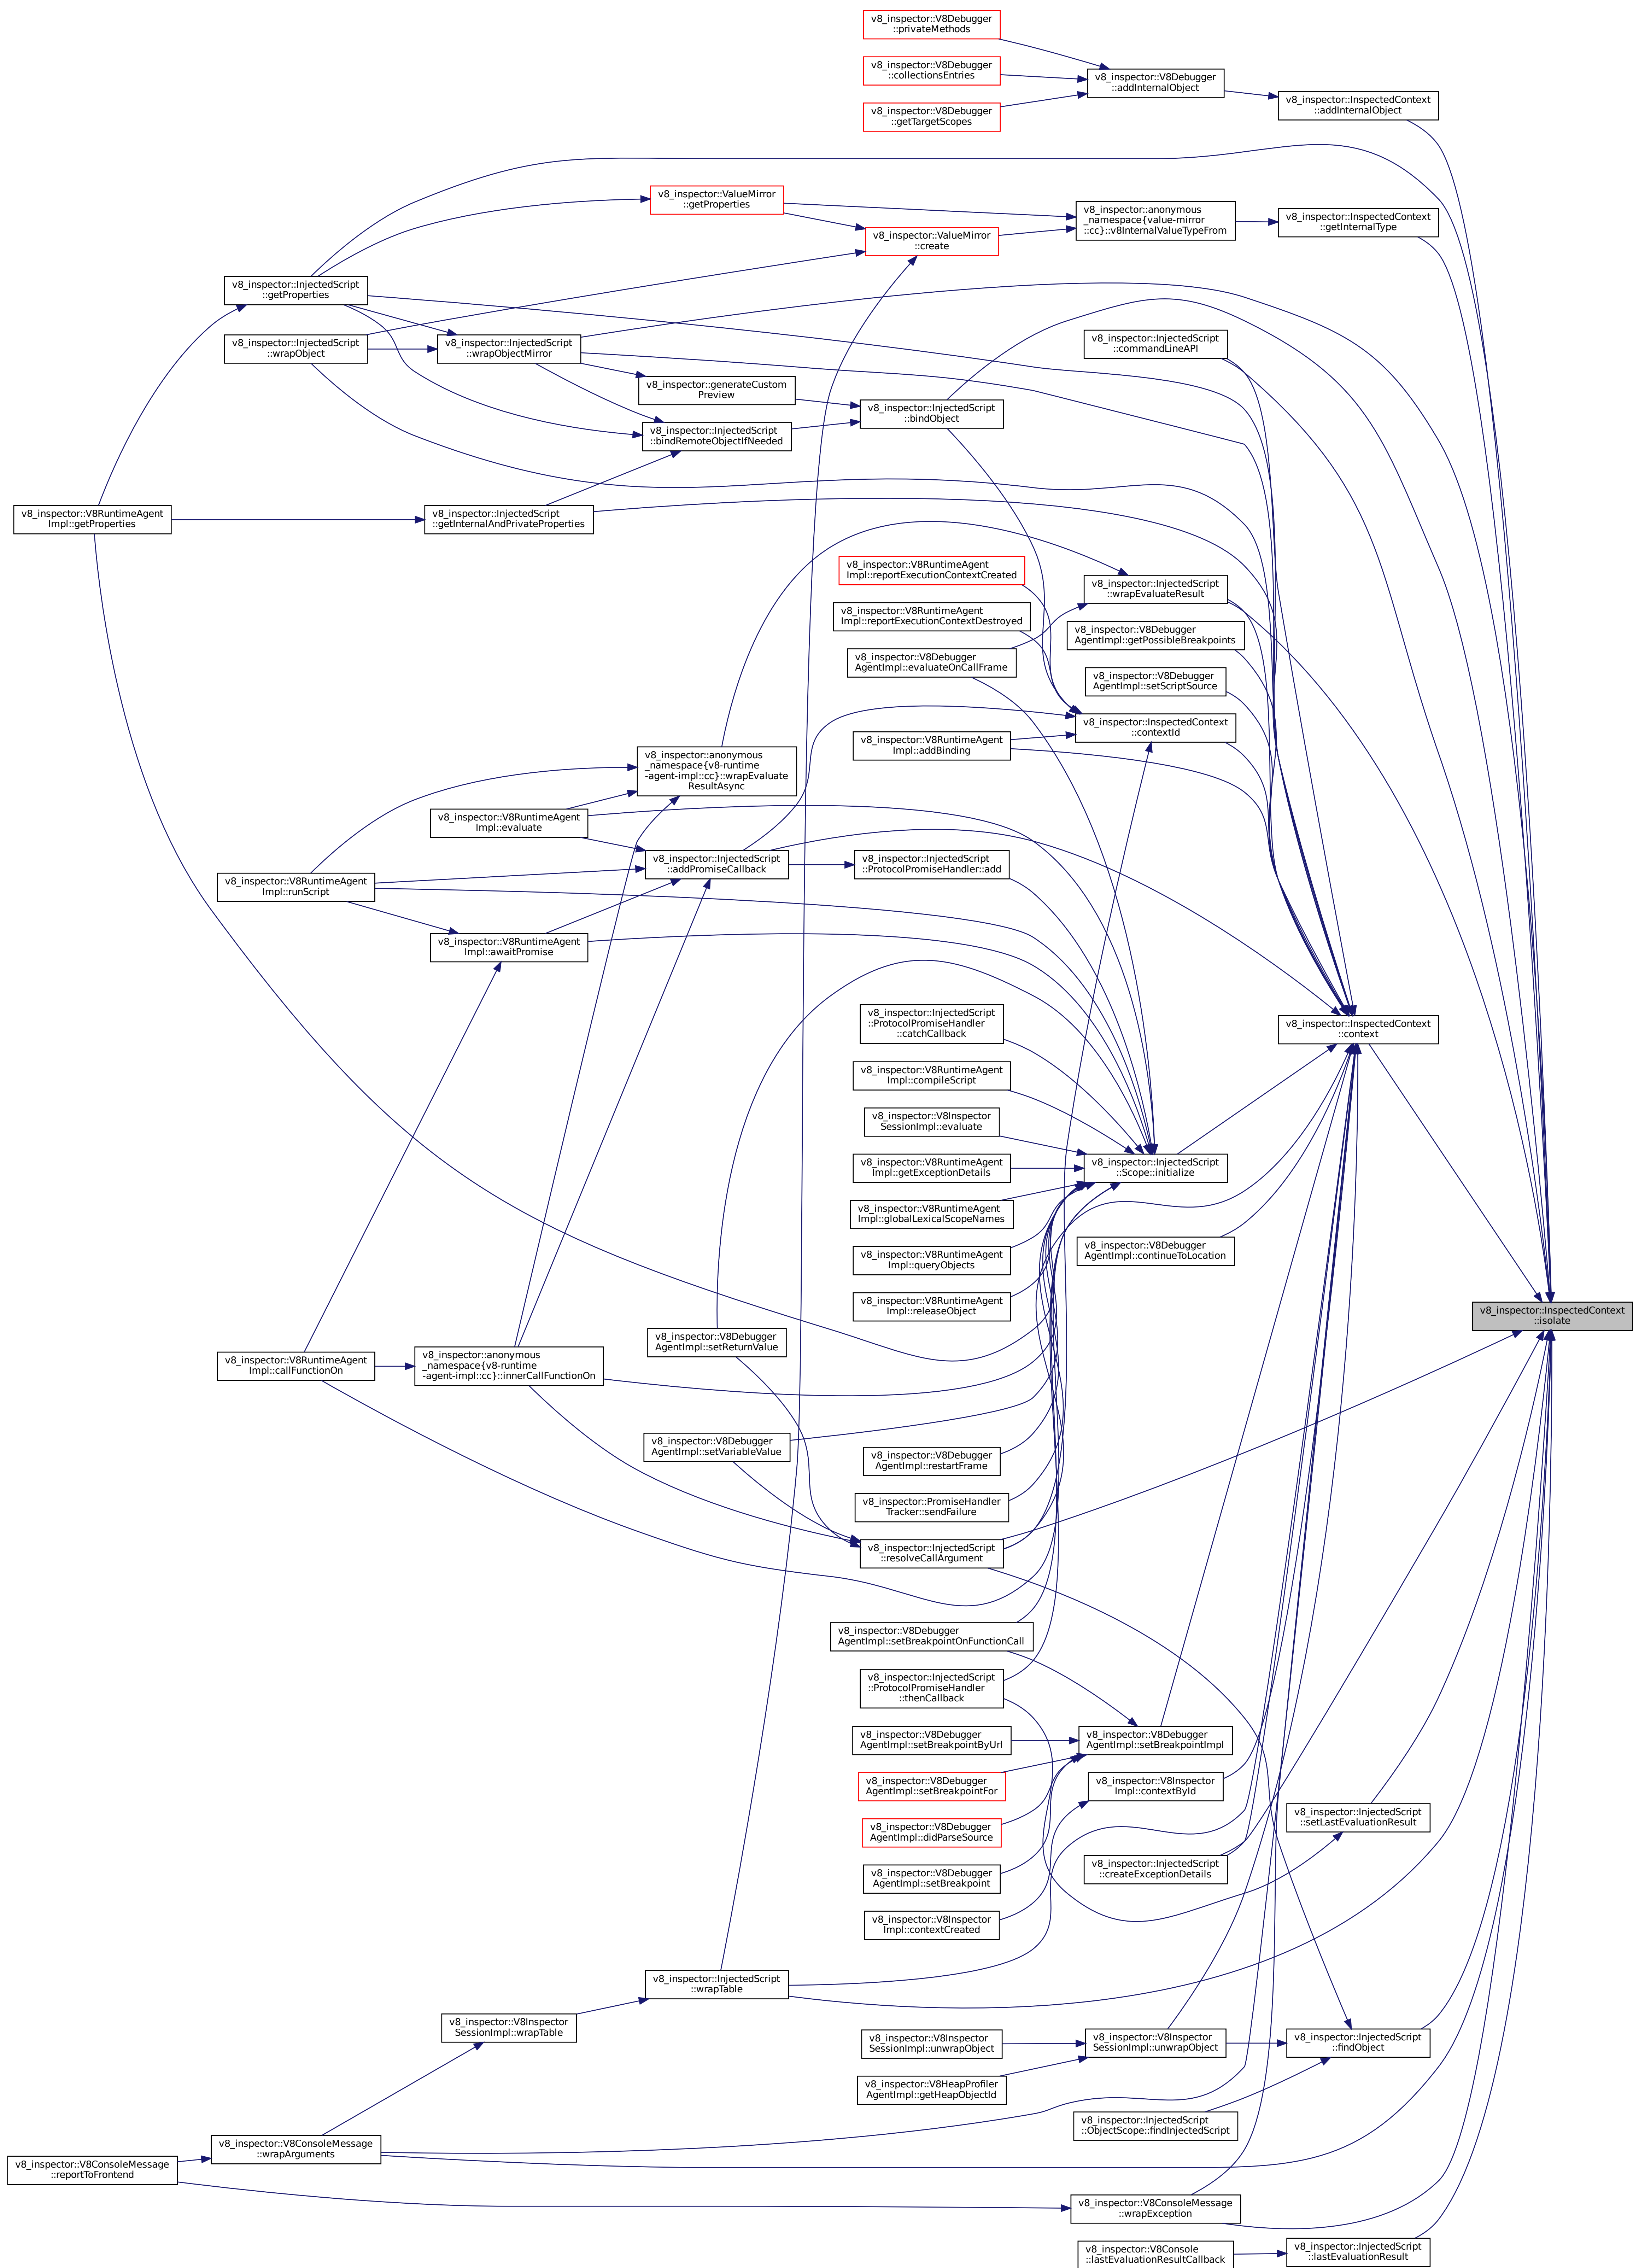 v8_inspector::V8Debugger
::privateMethods
v8_inspector::V8Debugger
::collectionsEntries
v8_inspector::V8Debugger
::addInternalObject
v8_inspector::InspectedContext
::addInternalObject
v8_inspector::V8Debugger
::getTargetScopes
v8_inspector::ValueMirror
::getProperties
v8_inspector::anonymous
_namespace{value-mirror
::cc}::v8InternalValueTypeFrom
v8_inspector::InspectedContext
::getInternalType
v8_inspector::ValueMirror
::create
v8_inspector::InjectedScript
::getProperties
v8_inspector::InjectedScript
::wrapObject
v8_inspector::InjectedScript
::wrapObjectMirror
v8_inspector::InjectedScript
::commandLineAPI
v8_inspector::generateCustom
Preview
v8_inspector::InjectedScript
::bindObject
v8_inspector::InjectedScript
::bindRemoteObjectIfNeeded
v8_inspector::V8RuntimeAgent
Impl::getProperties
v8_inspector::InjectedScript
::getInternalAndPrivateProperties
v8_inspector::V8RuntimeAgent
Impl::reportExecutionContextCreated
v8_inspector::InjectedScript
::wrapEvaluateResult
v8_inspector::V8RuntimeAgent
Impl::reportExecutionContextDestroyed
v8_inspector::V8Debugger
AgentImpl::getPossibleBreakpoints
v8_inspector::V8Debugger
AgentImpl::evaluateOnCallFrame
v8_inspector::V8Debugger
AgentImpl::setScriptSource
v8_inspector::InspectedContext
::contextId
v8_inspector::V8RuntimeAgent
Impl::addBinding
v8_inspector::anonymous
_namespace{v8-runtime
-agent-impl::cc}::wrapEvaluate
ResultAsync
v8_inspector::V8RuntimeAgent
Impl::evaluate
v8_inspector::InjectedScript
::addPromiseCallback
v8_inspector::InjectedScript
::ProtocolPromiseHandler::add
v8_inspector::V8RuntimeAgent
Impl::runScript
v8_inspector::V8RuntimeAgent
Impl::awaitPromise
v8_inspector::InjectedScript
::ProtocolPromiseHandler
::catchCallback
v8_inspector::InspectedContext
::context
v8_inspector::V8RuntimeAgent
Impl::compileScript
v8_inspector::V8Inspector
SessionImpl::evaluate
v8_inspector::V8RuntimeAgent
Impl::getExceptionDetails
v8_inspector::InjectedScript
::Scope::initialize
v8_inspector::V8RuntimeAgent
Impl::globalLexicalScopeNames
v8_inspector::V8RuntimeAgent
Impl::queryObjects
v8_inspector::V8Debugger
AgentImpl::continueToLocation
v8_inspector::V8RuntimeAgent
Impl::releaseObject
v8_inspector::InspectedContext
::isolate
v8_inspector::V8Debugger
AgentImpl::setReturnValue
v8_inspector::V8RuntimeAgent
Impl::callFunctionOn
v8_inspector::anonymous
_namespace{v8-runtime
-agent-impl::cc}::innerCallFunctionOn
v8_inspector::V8Debugger
AgentImpl::setVariableValue
v8_inspector::V8Debugger
AgentImpl::restartFrame
v8_inspector::PromiseHandler
Tracker::sendFailure
v8_inspector::InjectedScript
::resolveCallArgument
v8_inspector::V8Debugger
AgentImpl::setBreakpointOnFunctionCall
v8_inspector::InjectedScript
::ProtocolPromiseHandler
::thenCallback
v8_inspector::V8Debugger
AgentImpl::setBreakpointByUrl
v8_inspector::V8Debugger
AgentImpl::setBreakpointImpl
v8_inspector::V8Debugger
AgentImpl::setBreakpointFor
v8_inspector::V8Inspector
Impl::contextById
v8_inspector::V8Debugger
AgentImpl::didParseSource
v8_inspector::InjectedScript
::setLastEvaluationResult
v8_inspector::V8Debugger
AgentImpl::setBreakpoint
v8_inspector::InjectedScript
::createExceptionDetails
v8_inspector::V8Inspector
Impl::contextCreated
v8_inspector::InjectedScript
::wrapTable
v8_inspector::V8Inspector
SessionImpl::wrapTable
v8_inspector::V8Inspector
SessionImpl::unwrapObject
v8_inspector::V8Inspector
SessionImpl::unwrapObject
v8_inspector::InjectedScript
::findObject
v8_inspector::V8HeapProfiler
AgentImpl::getHeapObjectId
v8_inspector::InjectedScript
::ObjectScope::findInjectedScript
v8_inspector::V8ConsoleMessage
::wrapArguments
v8_inspector::V8ConsoleMessage
::reportToFrontend
v8_inspector::V8ConsoleMessage
::wrapException
v8_inspector::V8Console
::lastEvaluationResultCallback
v8_inspector::InjectedScript
::lastEvaluationResult